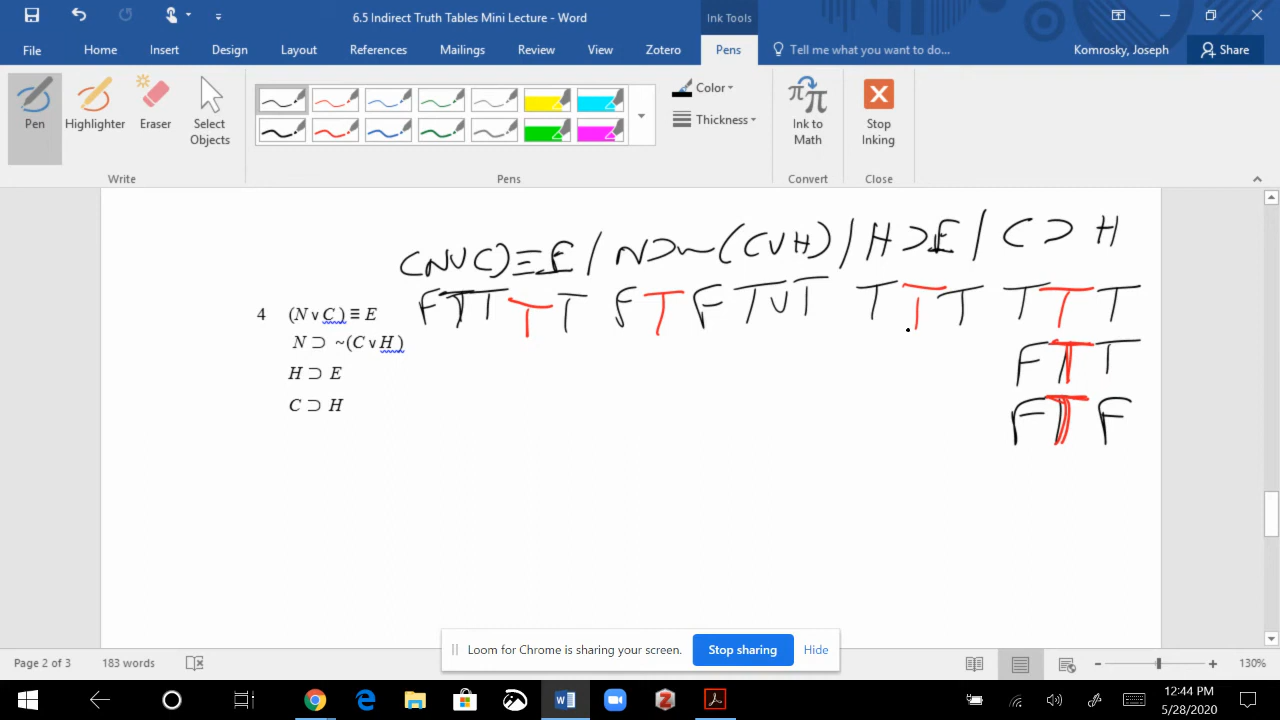 6.5 Indirect Truth Tables Mini Lecture - Word
Ink Tools
File Home Insert Design Layout References Mailings Review View Zotero Pens Tell me what you want to do... Komrosky, Joseph Share
Pen Highlighter Eraser Select Objects
Color
Thickness
Ink to Math
Stop Inking
Write Pens Convert Close
(N∨C)≡E / N⊃~(C∨H) / H⊃E / C⊃H
F T T T T F T F T T T T T T T T
4 (N ∨ C) ≡ E
N ⊃ ~(C ∨ H)
F T T
H ⊃ E
C ⊃ H
F T F
Loom for Chrome is sharing your screen. Stop sharing Hide
Page 2 of 3 183 words 130%
12:44 PM
5/28/2020